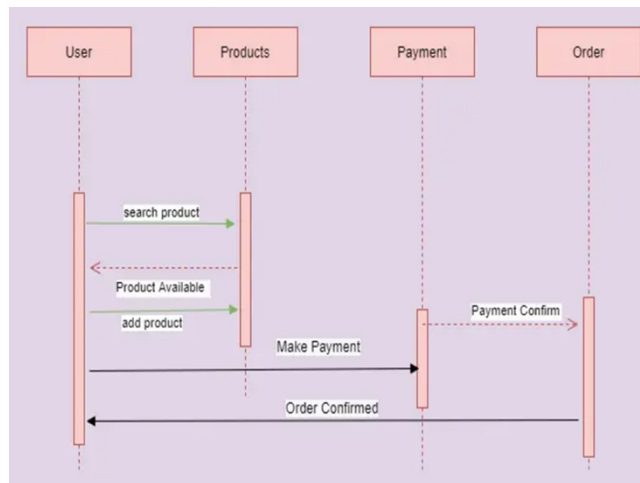 User
Products
Payment
Order
search product
Product Available
add product
Payment Confirm
Make Payment
Order Confirmed